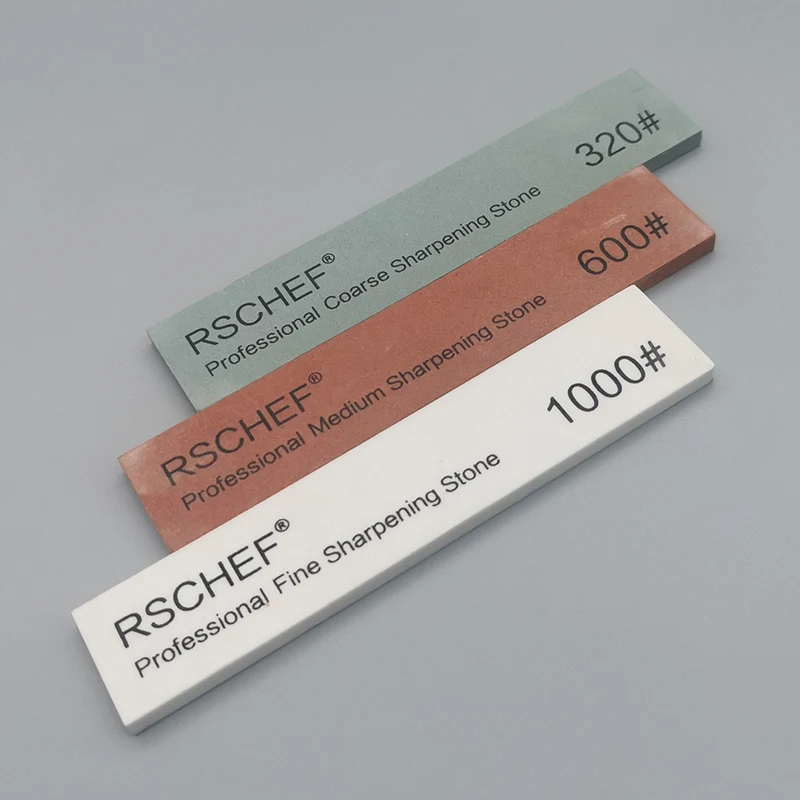 RSCHEF®
Professional Coarse Sharpening Stone
320#
RSCHEF®
Professional Medium Sharpening Stone
600#
RSCHEF®
Professional Fine Sharpening Stone
1000#